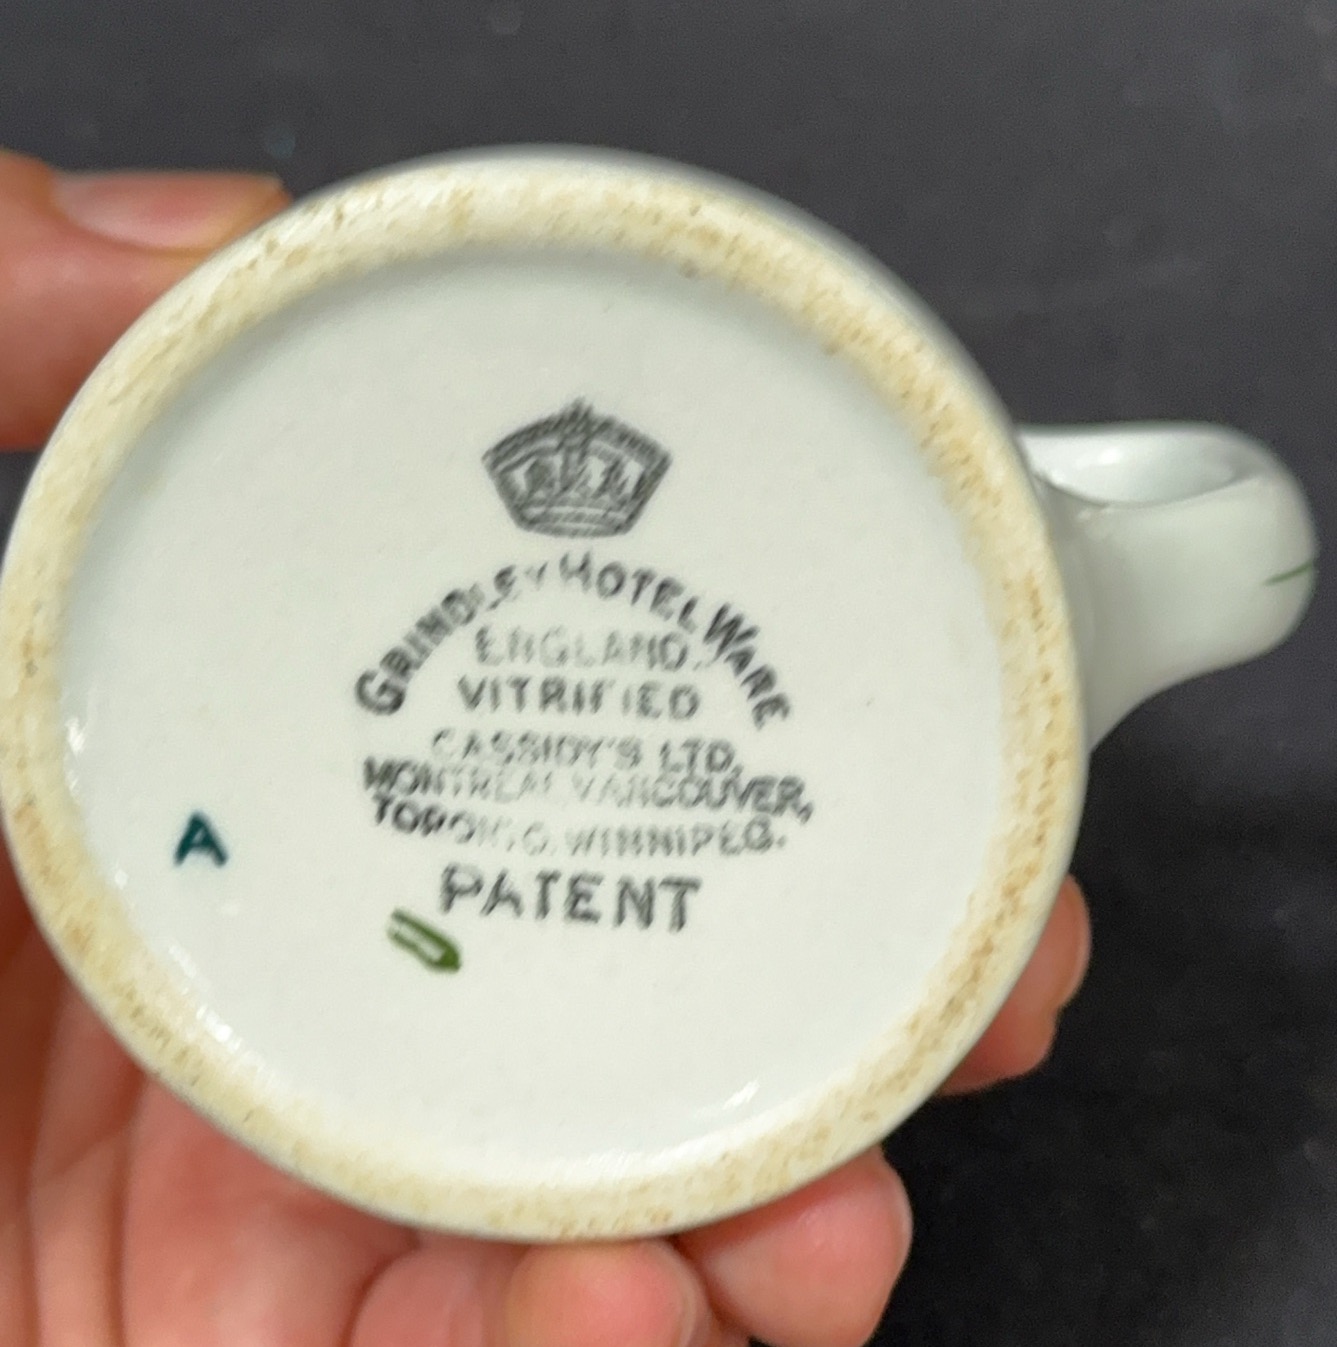 GRINDLEY HOTEL WARE
ENGLAND.
VITRIFIED
CASSIDY'S LTD.
MONTREAL, VANCOUVER,
TORONTO, WINNIPEG.
PATENT
A